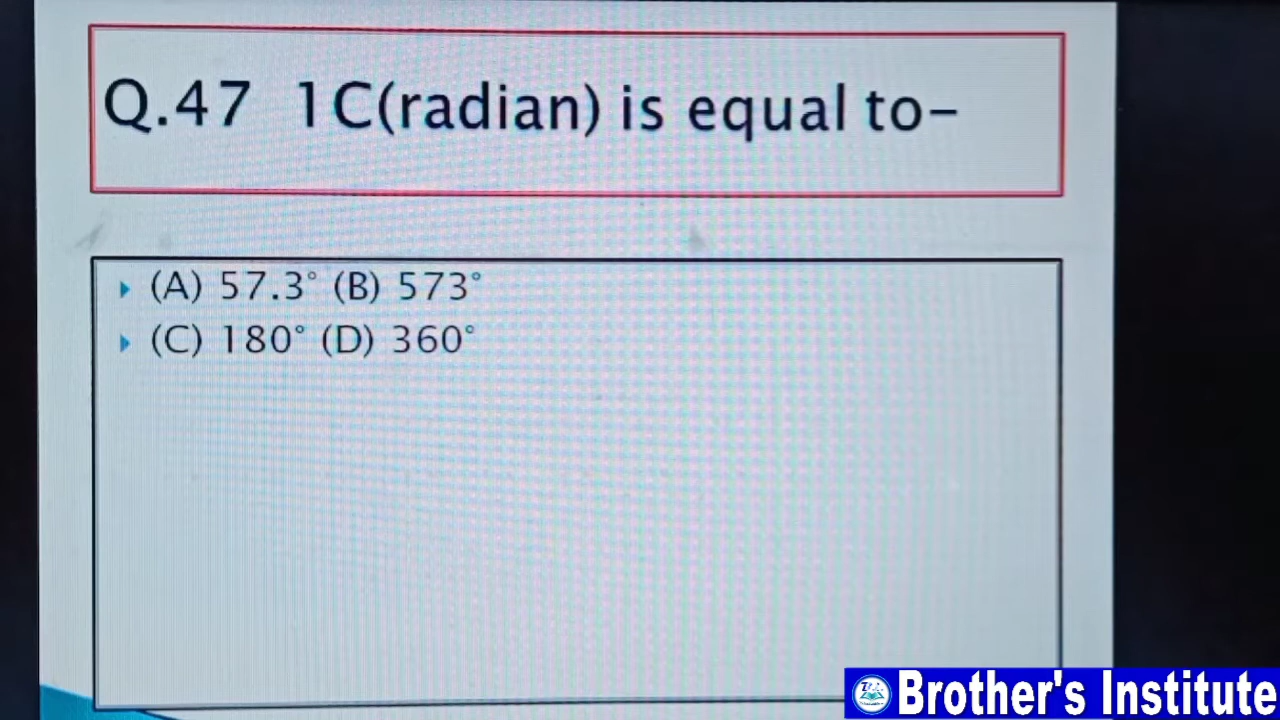 Q.47 1C(radian) is equal to-
(A) 57.3° (B) 573°
(C) 180° (D) 360°
Brother's Institute